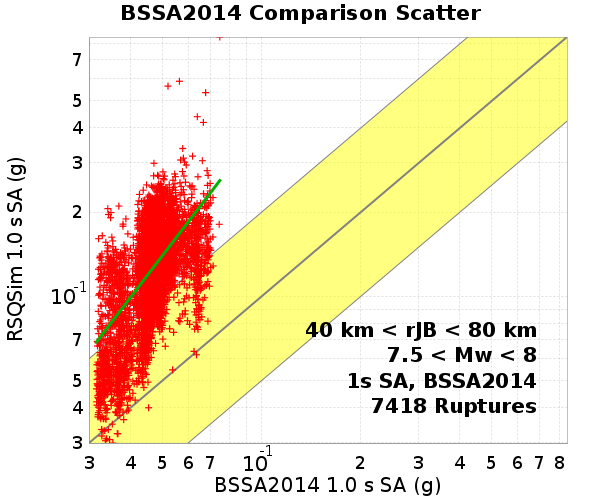 BSSA2014 Comparison Scatter
RSQSim 1.0 s SA (g)
7
5
4
3
2
10-1
7
5
4
3
40 km < rJB < 80 km
7.5 < Mw < 8
1s SA, BSSA2014
7418 Ruptures
3 4 5 6 7 10-1 2 3 4 5 6 7 8
BSSA2014 1.0 s SA (g)